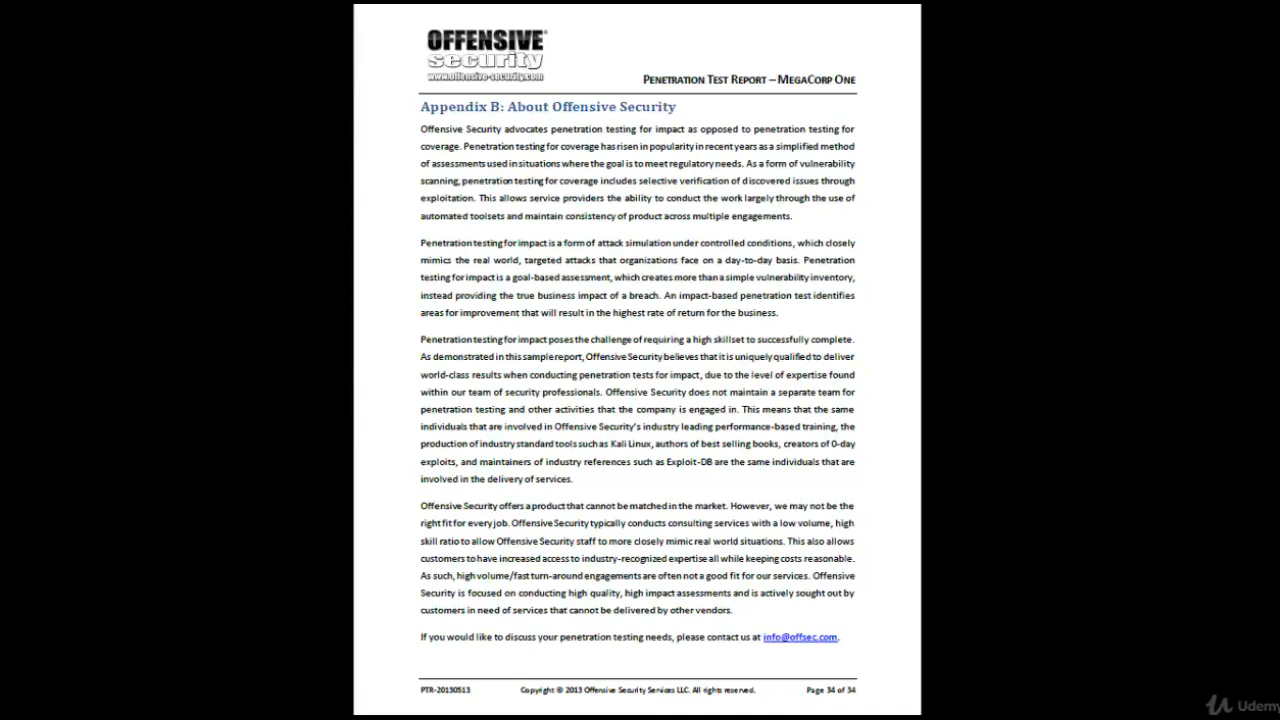 OFFENSIVE
security
www.offensive-security.com
PENETRATION TEST REPORT – MEGACORP ONE
Appendix B: About Offensive Security
Offensive Security advocates penetration testing for impact as opposed to penetration testing for
coverage. Penetration testing for coverage has risen in popularity in recent years as a simplified method
of assessments used in situations where the goal is to meet regulatory needs. As a form of vulnerability
scanning, penetration testing for coverage includes selective verification of discovered issues through
exploitation. This allows service providers the ability to conduct the work largely through the use of
automated toolsets and maintain consistency of product across multiple engagements.
Penetration testing for impact is a form of attack simulation under controlled conditions, which closely
mimics the real world, targeted attacks that organizations face on a day-to-day basis. Penetration
testing for impact is a goal-based assessment, which creates more than a simple vulnerability inventory,
instead providing the true business impact of a breach. An impact-based penetration test identifies
areas for improvement that will result in the highest rate of return for the business.
Penetration testing for impact poses the challenge of requiring a high skillset to successfully complete.
As demonstrated in this sample report, Offensive Security believes that it is uniquely qualified to deliver
world-class results when conducting penetration tests for impact, due to the level of expertise found
within our team of security professionals. Offensive Security does not maintain a separate team for
penetration testing and other activities that the company is engaged in. This means that the same
individuals that are involved in Offensive Security's industry leading performance-based training, the
production of industry standard tools such as Kali Linux, authors of best selling books, creators of 0-day
exploits, and maintainers of industry references such as Exploit-DB are the same individuals that are
involved in the delivery of services.
Offensive Security offers a product that cannot be matched in the market. However, we may not be the
right fit for every job. Offensive Security typically conducts consulting services with a low volume, high
skill ratio to allow Offensive Security staff to more closely mimic real world situations. This also allows
customers to have increased access to industry-recognized expertise all while keeping costs reasonable.
As such, high volume/fast turn-around engagements are often not a good fit for our services. Offensive
Security is focused on conducting high quality, high impact assessments and is actively sought out by
customers in need of services that cannot be delivered by other vendors.
If you would like to discuss your penetration testing needs, please contact us at info@offsec.com.
PTR-20130513 Copyright © 2013 Offensive Security Services LLC. All rights reserved. Page 34 of 34
Udemy